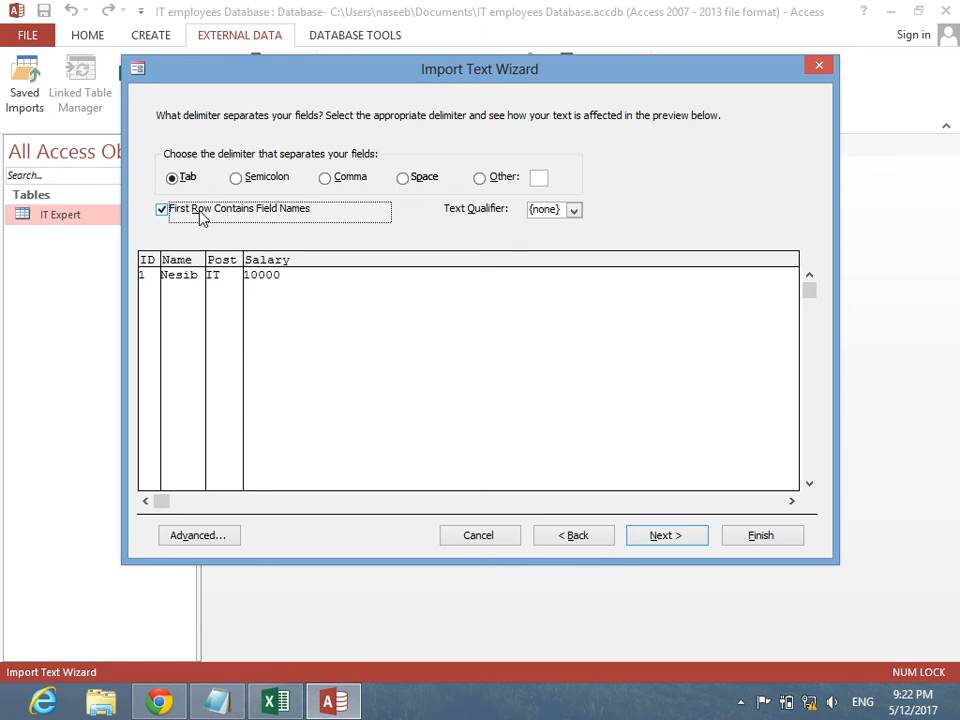 IT employees Database : Database- C:\Users\naseeb\Documents\IT employees Database.accdb (Access 2007 - 2013 file format) - Access
FILE HOME CREATE EXTERNAL DATA DATABASE TOOLS Sign in
Saved Imports
Linked Table Manager
All Access Ob
Search...
Tables
IT Expert
Import Text Wizard
What delimiter separates your fields? Select the appropriate delimiter and see how your text is affected in the preview below.
Choose the delimiter that separates your fields:
Tab Semicolon Comma Space Other:
First Row Contains Field Names Text Qualifier: {none}
ID Name Post Salary
1 Nesib IT 10000
Advanced... Cancel < Back Next > Finish
Import Text Wizard NUM LOCK
ENG 9:22 PM
5/12/2017